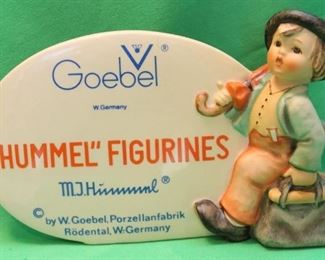 Goebel®
W. Germany
HUMMEL" FIGURINES
M.J. Hummel ®
©
by W. Goebel, Porzellanfabrik
Rödental, W-Germany